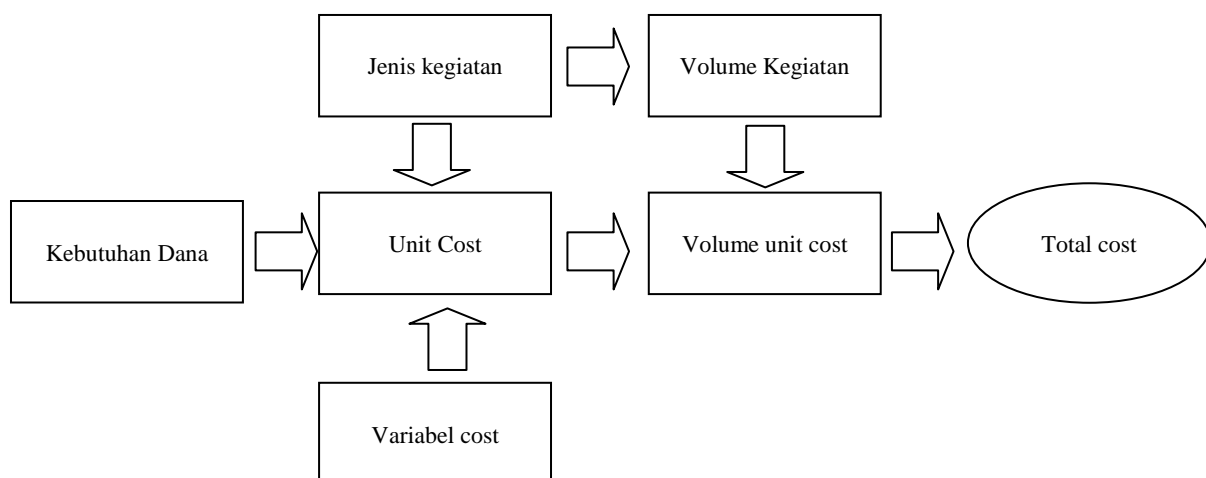 Jenis kegiatan
Volume Kegiatan
Kebutuhan Dana
Unit Cost
Volume unit cost
Total cost
Variabel cost